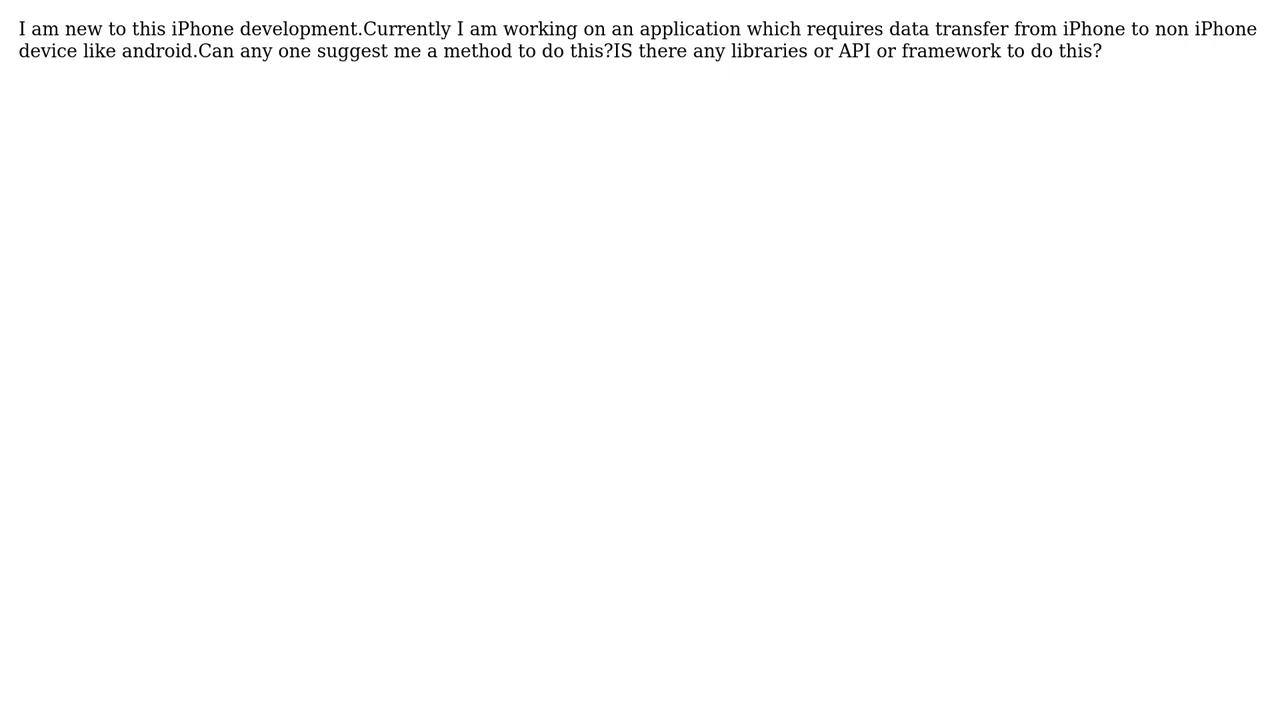 I am new to this iPhone development.Currently I am working on an application which requires data transfer from iPhone to non iPhone
device like android.Can any one suggest me a method to do this?IS there any libraries or API or framework to do this?